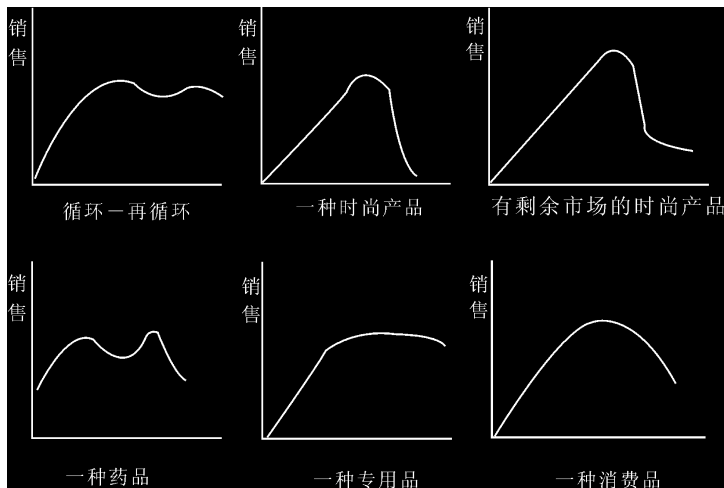 销售
销售
销售
循环－再循环
一种时尚产品
有剩余市场的时尚产品
销售
销售
销售
一种药品
一种专用品
一种消费品